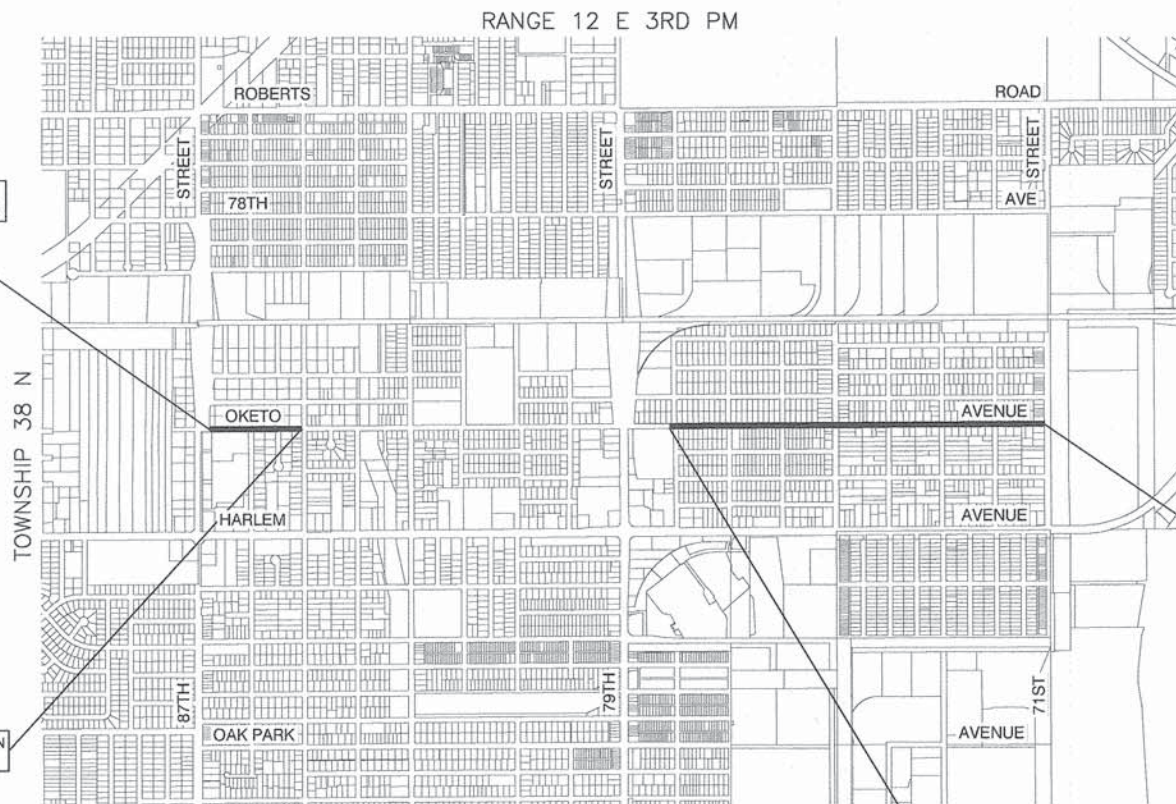 RANGE 12 E 3RD PM
ROBERTS ROAD
STREET STREET STREET
78TH AVE
TOWNSHIP 38 N
OKETO AVENUE
HARLEM AVENUE
87TH 79TH 71ST
OAK PARK AVENUE
N